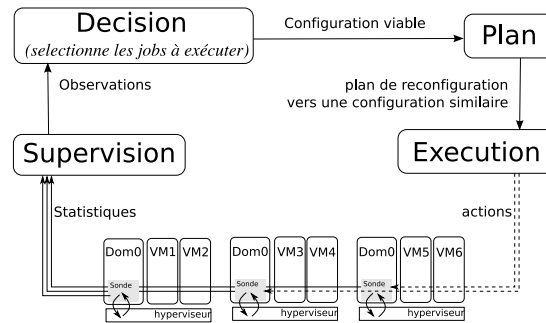 Decision
(selectionne les jobs à exécuter)
Configuration viable
Plan
Observations
plan de reconfiguration
vers une configuration similaire
Supervision
Execution
Statistiques
actions
Dom0 VM1 VM2 Dom0 VM3 VM4 Dom0 VM5 VM6
Sonde Sonde Sonde
hyperviseur hyperviseur hyperviseur